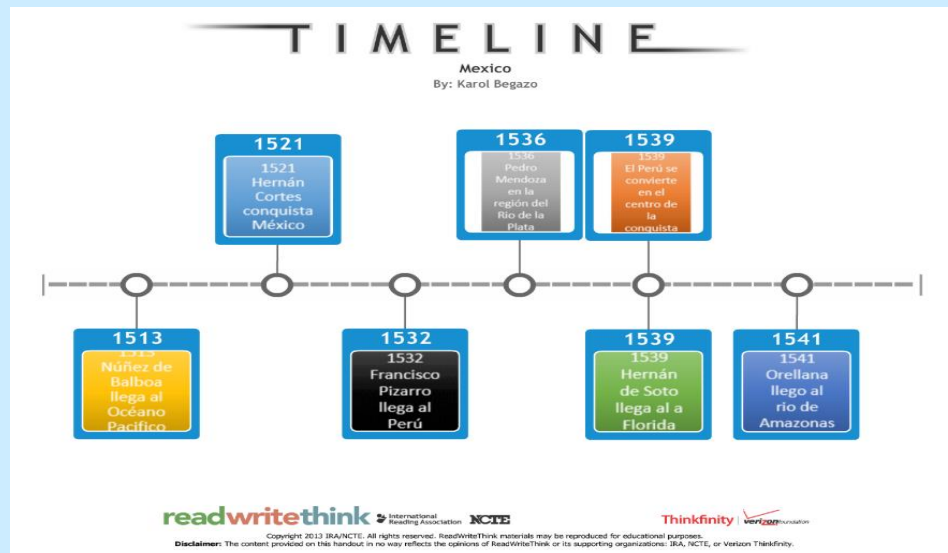 TIMELINE
Mexico
By: Karol Begazo
1521
1521
Hernán
Cortes
conquista
México
1536
1536
Pedro
Mendoza
en la
región del
Rio de la
Plata
1539
1539
El Perú se
convierte
en el
centro de
la
conquista
1513
1513
Núñez de
Balboa
llega al
Océano
Pacifico
1532
1532
Francisco
Pizarro
llega al
Perú
1539
1539
Hernán
de Soto
llega al a
Florida
1541
1541
Orellana
llego al
rio de
Amazonas
readwritethink
International
Reading Association
NCTE
Thinkfinity
verizonfoundation
Copyright 2013 IRA/NCTE. All rights reserved. ReadWriteThink materials may be reproduced for educational purposes.
Disclaimer: The content provided on this handout in no way reflects the opinions of ReadWriteThink or its supporting organizations: IRA, NCTE, or Verizon Thinkfinity.